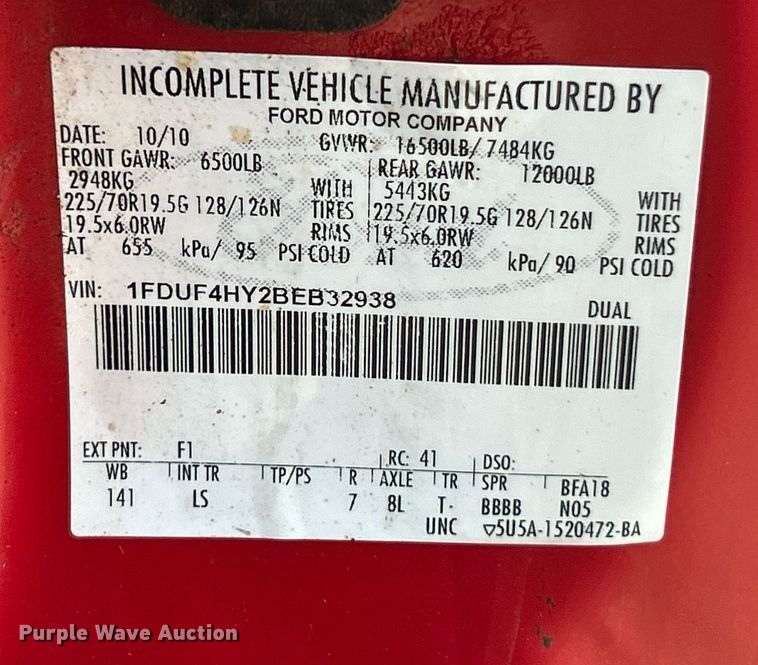 INCOMPLETE VEHICLE MANUFACTURED BY
FORD MOTOR COMPANY
DATE: 10/10 GVWR: 16500LB/ 7484KG
FRONT GAWR: 6500LB REAR GAWR: 12000LB
2948KG WITH 5443KG WITH
225/70R19.5G 128/126N TIRES 225/70R19.5G 128/126N TIRES
19.5x6.0RW RIMS 19.5x6.0RW RIMS
AT 655 kPa/ 95 PSI COLD AT 620 kPa/ 90 PSI COLD
VIN: 1FDUF4HY2BEB32938 DUAL
EXT PNT: F1 RC: 41 DSO:
WB INT TR TP/PS R AXLE TR SPR BFA18
141 LS 7 8L T- BBBB N05
UNC ▽5U5A-1520472-BA
Purple Wave Auction